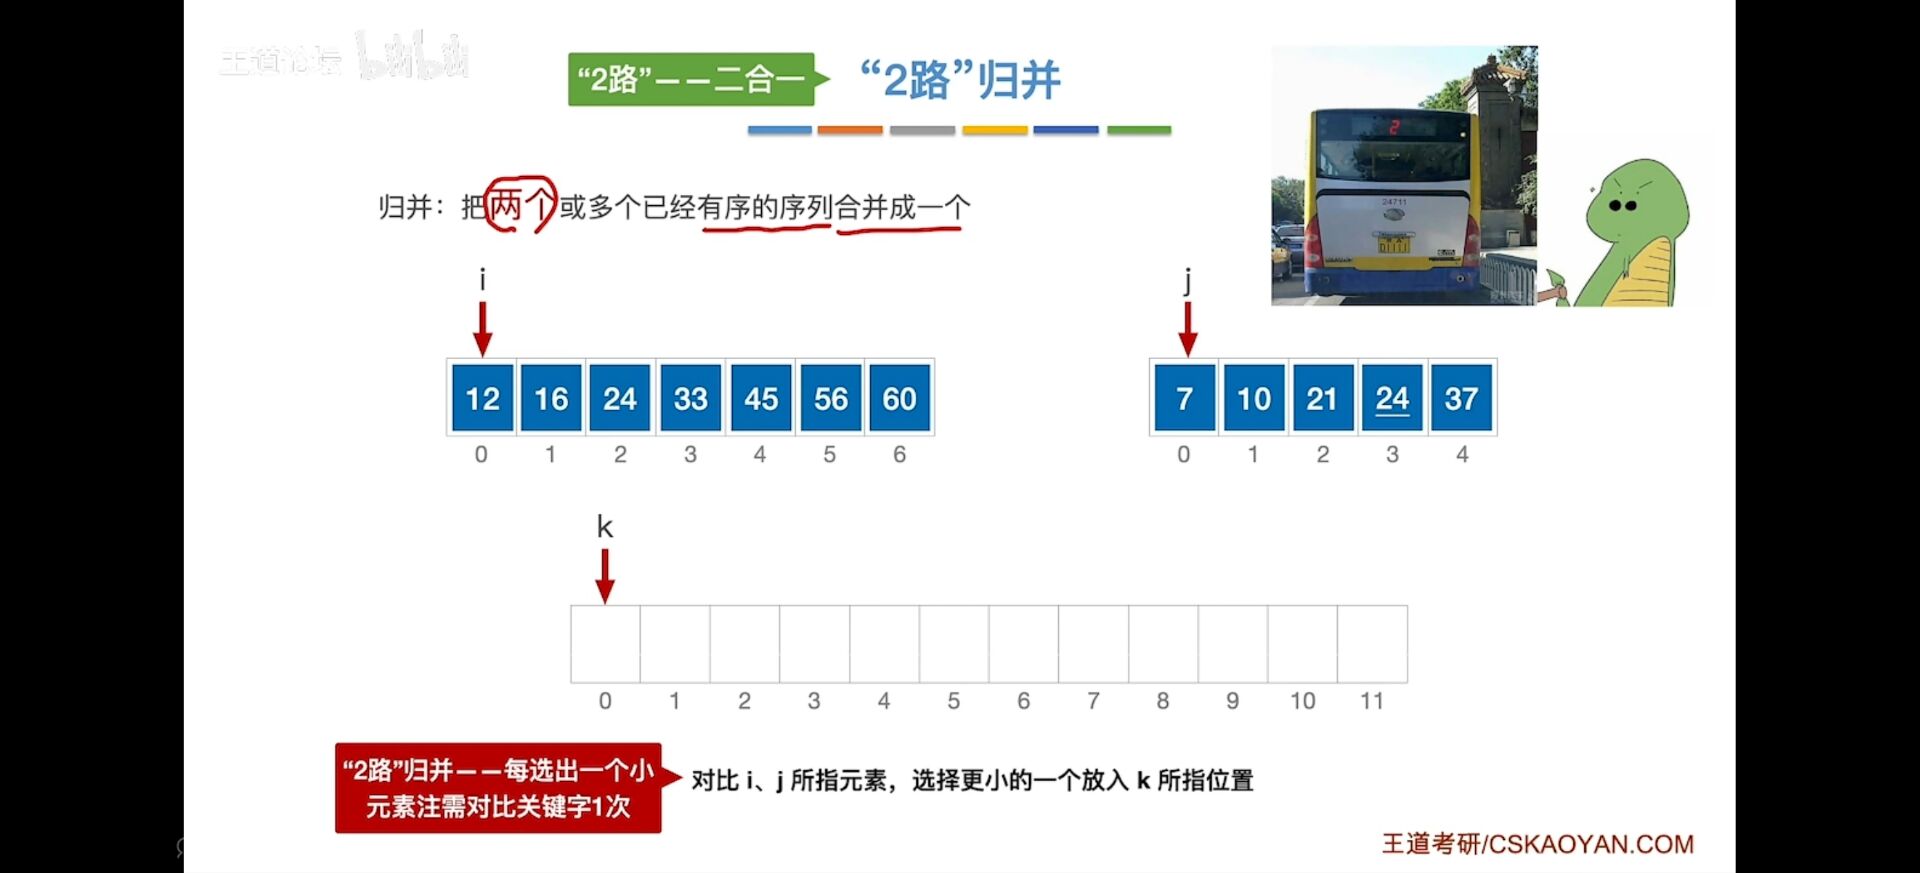 王道论坛 bilibili
“2路”——二合一
“2路”归并
2
24711
归并：把两个或多个已经有序的序列合并成一个
i
j
12 16 24 33 45 56 60
7 10 21 24 37
0 1 2 3 4 5 6
0 1 2 3 4
k
0 1 2 3 4 5 6 7 8 9 10 11
“2路”归并——每选出一个小
元素注需对比关键字1次
对比 i、j 所指元素，选择更小的一个放入 k 所指位置
王道考研/CSKAOYAN.COM